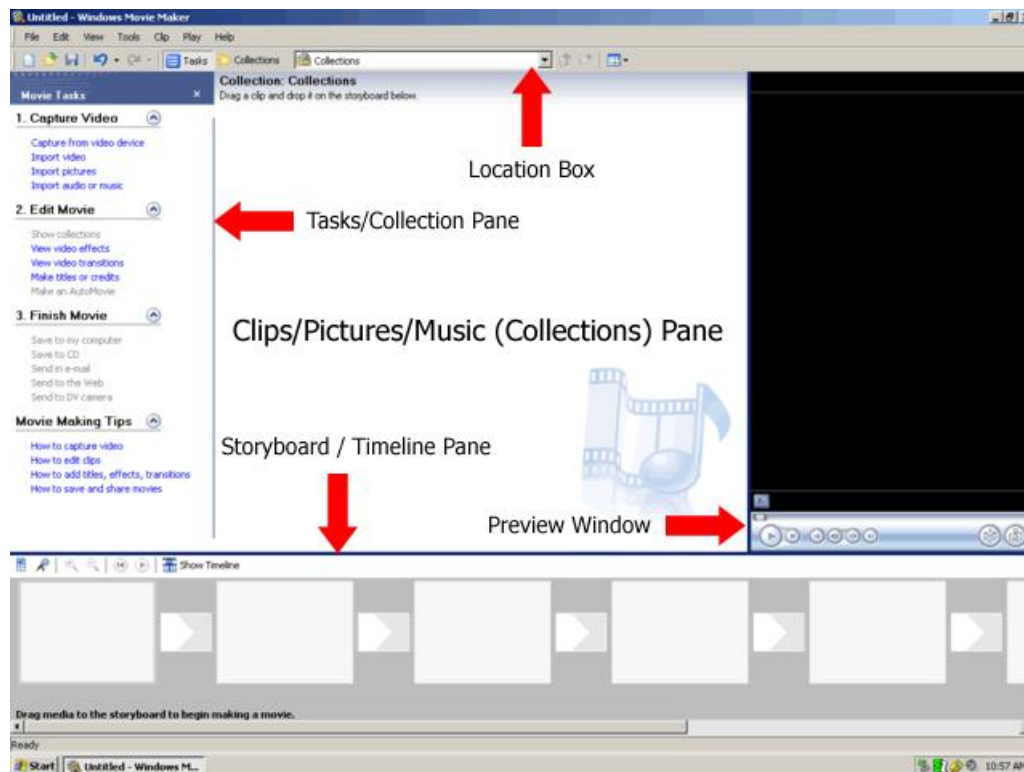 Untitled - Windows Movie Maker
File Edit View Tools Clip Play Help
Tasks Collections Collections
Movie Tasks
Collection: Collections
Drag a clip and drop it on the storyboard below.
1. Capture Video
Capture from video device
Import video
Import pictures
Import audio or music
Location Box
2. Edit Movie
Tasks/Collection Pane
Show collections
View video effects
View video transitions
Make titles or credits
Make an AutoMovie
3. Finish Movie
Clips/Pictures/Music (Collections) Pane
Save to my computer
Save to CD
Send in e-mail
Send to the Web
Send to DV camera
Movie Making Tips
How to capture video
How to edit clips
How to add titles, effects, transitions
How to save and share movies
Storyboard / Timeline Pane
Preview Window
Show Timeline
Drag media to the storyboard to begin making a movie.
Ready
Start Untitled - Windows M... 10:57 AM